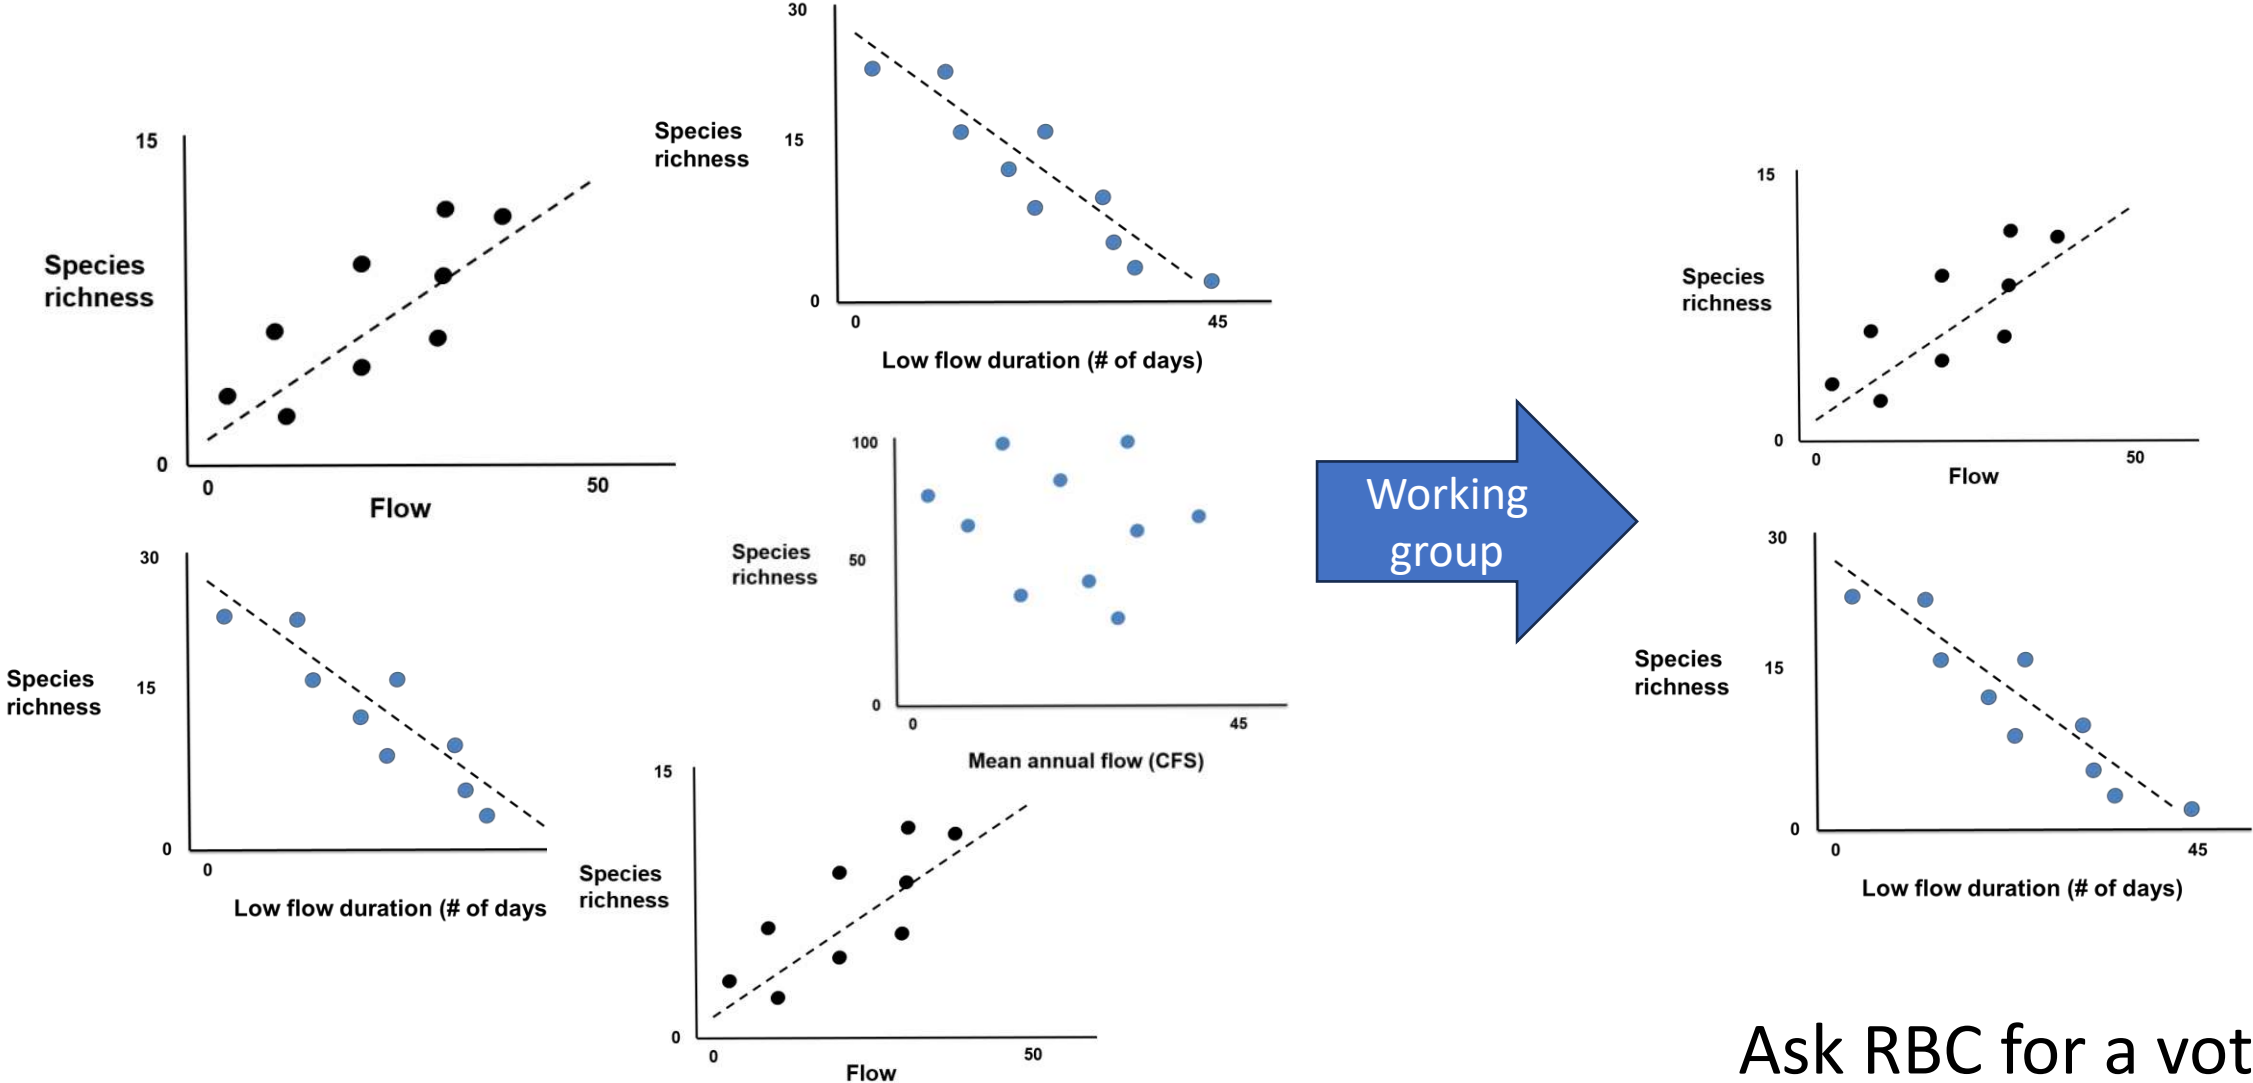 15
Species
richness
0
0
50
Flow
30
Species
richness
15
0
0
45
Low flow duration (# of days)
30
Species
richness
15
0
0
Low flow duration (# of days
100
Species
richness
50
0
0
45
Mean annual flow (CFS)
15
Species
richness
0
0
50
Flow
Working
group
15
Species
richness
0
0
50
Flow
30
Species
richness
15
0
0
45
Low flow duration (# of days)
Ask RBC for a vot